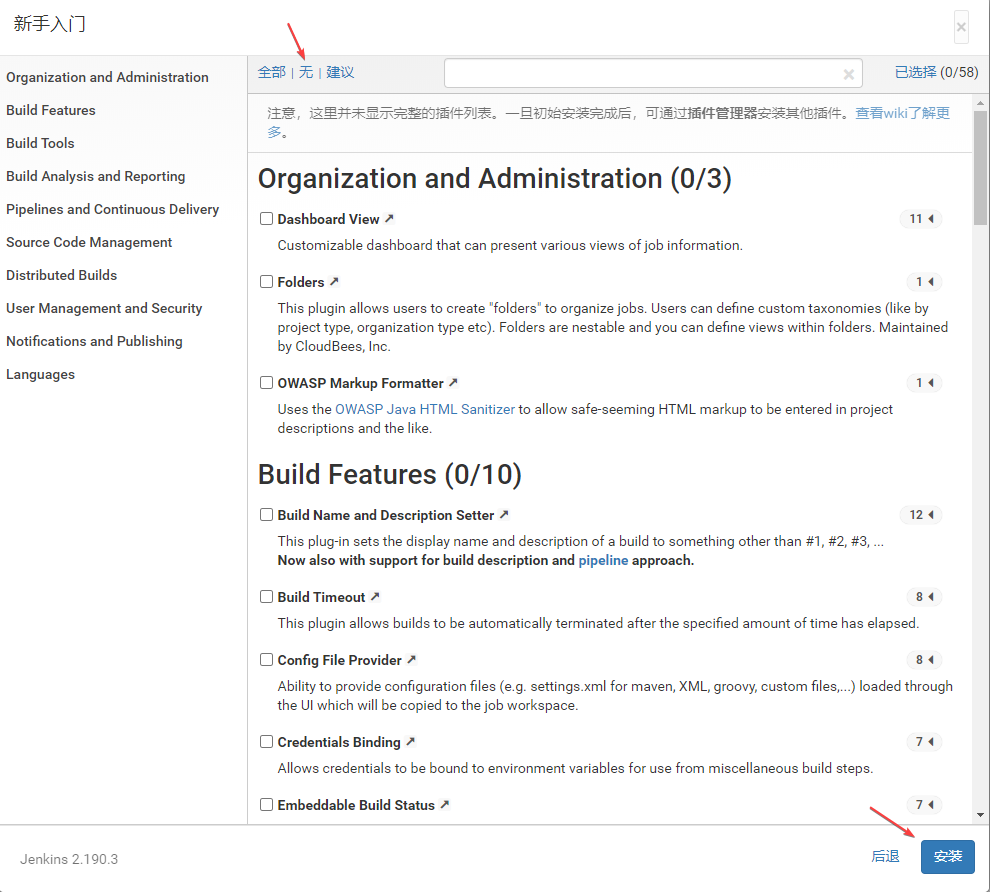 新手入门
×
Organization and Administration
Build Features
Build Tools
Build Analysis and Reporting
Pipelines and Continuous Delivery
Source Code Management
Distributed Builds
User Management and Security
Notifications and Publishing
Languages
全部 | 无 | 建议
×
已选择 (0/58)
注意，这里并未显示完整的插件列表。一旦初始安装完成后，可通过插件管理器安装其他插件。查看wiki了解更
多。
Organization and Administration (0/3)
Dashboard View ↗ 11
Customizable dashboard that can present various views of job information.
Folders ↗ 1
This plugin allows users to create "folders" to organize jobs. Users can define custom taxonomies (like by
project type, organization type etc). Folders are nestable and you can define views within folders. Maintained
by CloudBees, Inc.
OWASP Markup Formatter ↗ 1
Uses the OWASP Java HTML Sanitizer to allow safe-seeming HTML markup to be entered in project
descriptions and the like.
Build Features (0/10)
Build Name and Description Setter ↗ 12
This plug-in sets the display name and description of a build to something other than #1, #2, #3, ...
Now also with support for build description and pipeline approach.
Build Timeout ↗ 8
This plugin allows builds to be automatically terminated after the specified amount of time has elapsed.
Config File Provider ↗ 8
Ability to provide configuration files (e.g. settings.xml for maven, XML, groovy, custom files,...) loaded through
the UI which will be copied to the job workspace.
Credentials Binding ↗ 7
Allows credentials to be bound to environment variables for use from miscellaneous build steps.
Embeddable Build Status ↗ 7
Jenkins 2.190.3
后退
安装